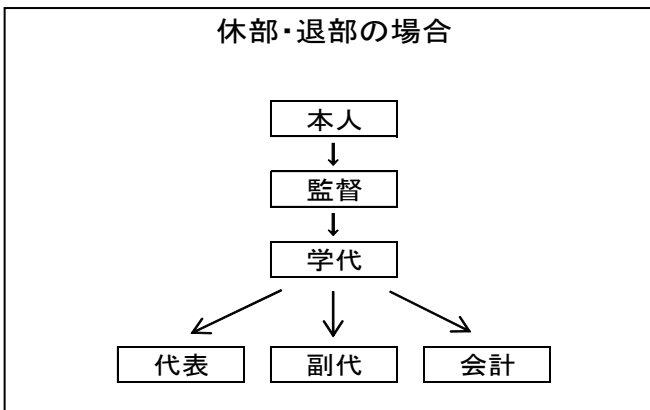 休部・退部の場合
本人
↓
監督
↓
学代
代表 副代 会計